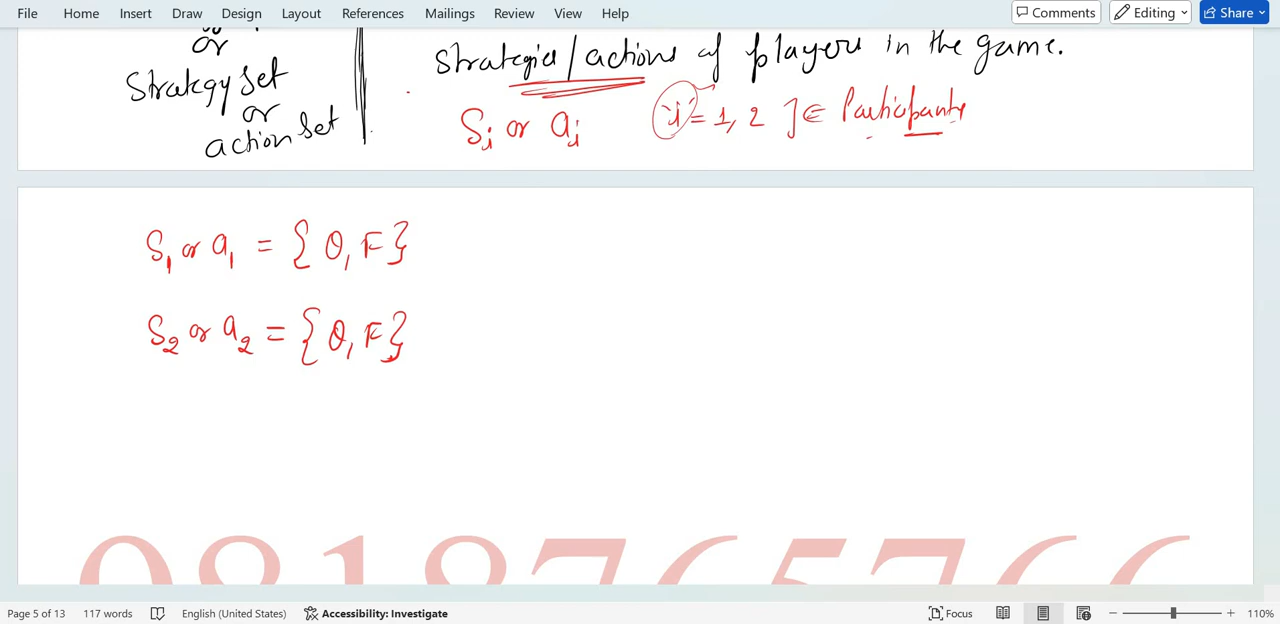 File Home Insert Draw Design Layout References Mailings Review View Help Comments Editing Share
or
Strategy Set
or
action Set
Strategies / actions of players in the game.
Si or ai 'i' = 1, 2 ] ∈ Participants
S1 or a1 = { O, F }
S2 or a2 = { O, F }
9818765766
Page 5 of 13 117 words English (United States) Accessibility: Investigate Focus 110%